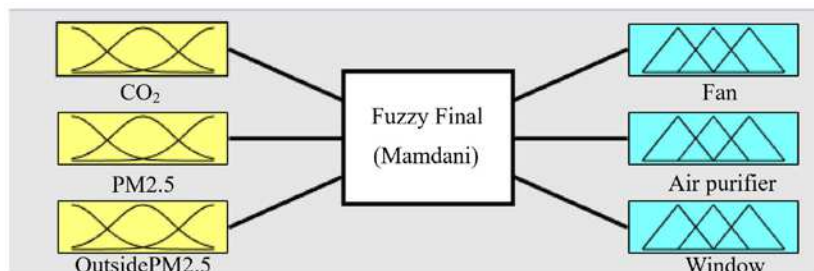 CO₂
PM2.5
OutsidePM2.5
Fuzzy Final
(Mamdani)
Fan
Air purifier
Window